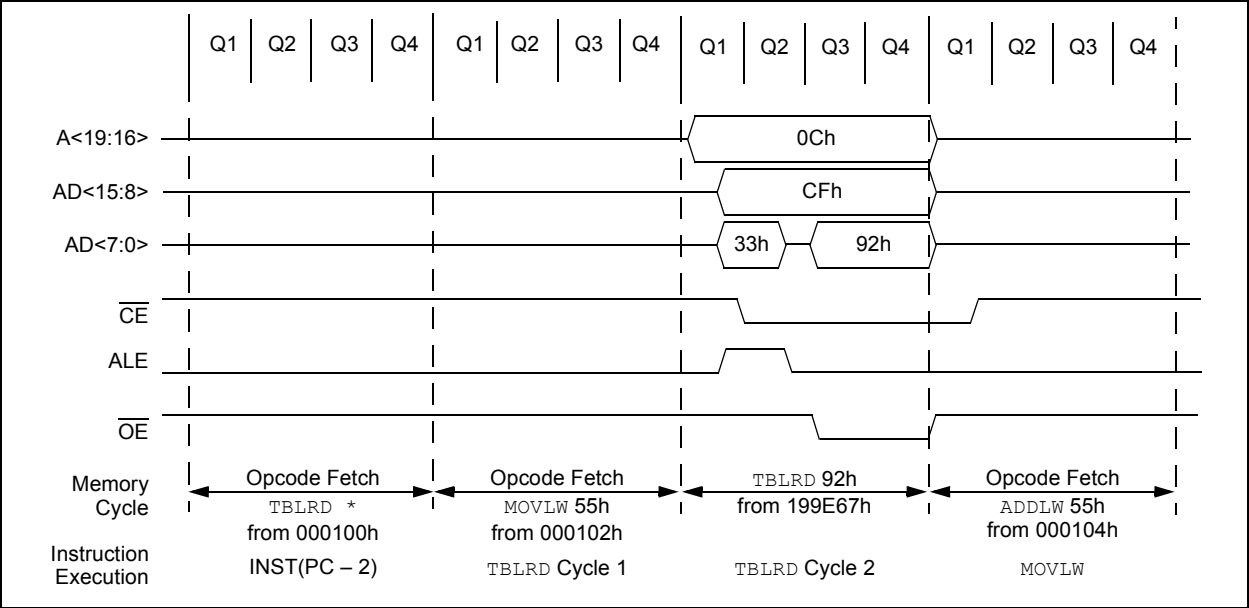 Q1 Q2 Q3 Q4 Q1 Q2 Q3 Q4 Q1 Q2 Q3 Q4 Q1 Q2 Q3 Q4
A<19:16> 0Ch
AD<15:8> CFh
AD<7:0> 33h 92h
CE
ALE
OE
Memory Cycle
Opcode Fetch
TBLRD *
from 000100h
Opcode Fetch
MOVLW 55h
from 000102h
TBLRD 92h
from 199E67h
Opcode Fetch
ADDLW 55h
from 000104h
Instruction Execution
INST(PC – 2)
TBLRD Cycle 1
TBLRD Cycle 2
MOVLW